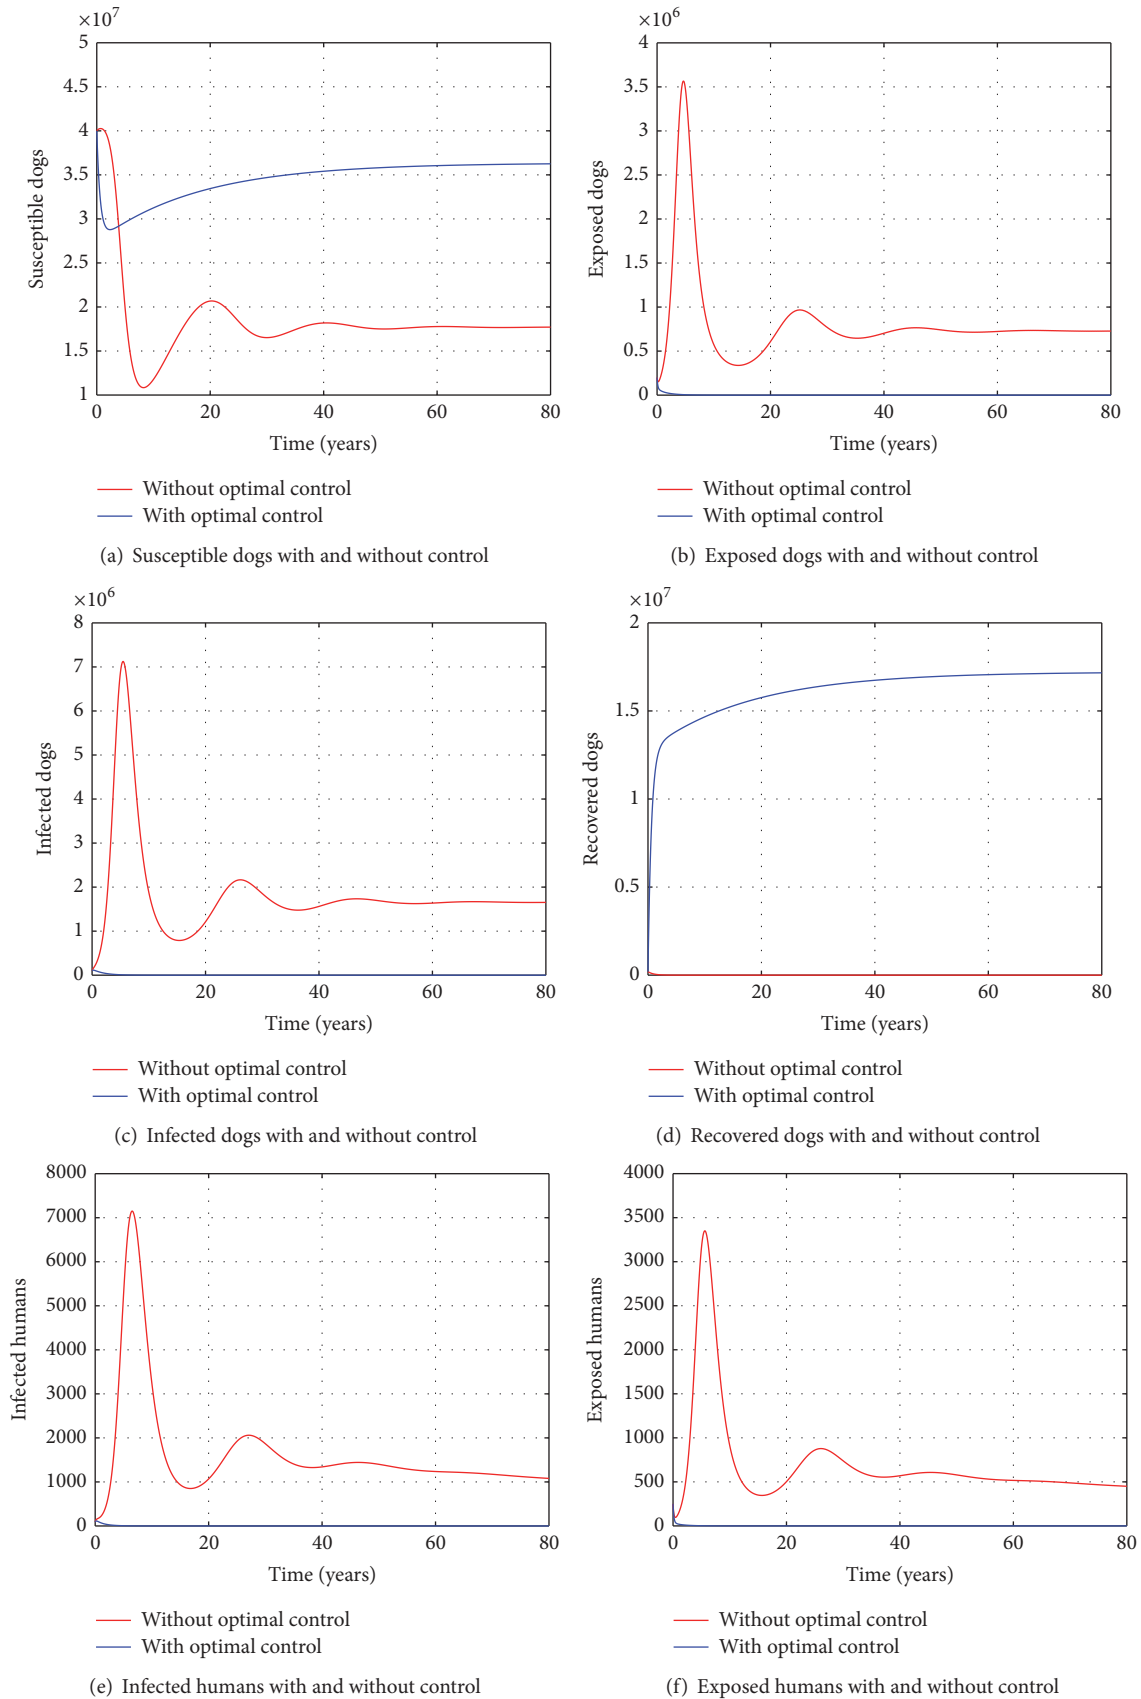 ×10⁷
5
4.5
4
3.5
3
2.5
2
1.5
1
0 20 40 60 80
Susceptible dogs
Time (years)
Without optimal control
With optimal control
(a) Susceptible dogs with and without control
×10⁶
4
3.5
3
2.5
2
1.5
1
0.5
0
0 20 40 60 80
Exposed dogs
Time (years)
Without optimal control
With optimal control
(b) Exposed dogs with and without control
×10⁶
8
7
6
5
4
3
2
1
0
0 20 40 60 80
Infected dogs
Time (years)
Without optimal control
With optimal control
(c) Infected dogs with and without control
×10⁷
2
1.5
1
0.5
0
0 20 40 60 80
Recovered dogs
Time (years)
Without optimal control
With optimal control
(d) Recovered dogs with and without control
8000
7000
6000
5000
4000
3000
2000
1000
0
0 20 40 60 80
Infected humans
Time (years)
Without optimal control
With optimal control
(e) Infected humans with and without control
4000
3500
3000
2500
2000
1500
1000
500
0
0 20 40 60 80
Exposed humans
Time (years)
Without optimal control
With optimal control
(f) Exposed humans with and without control